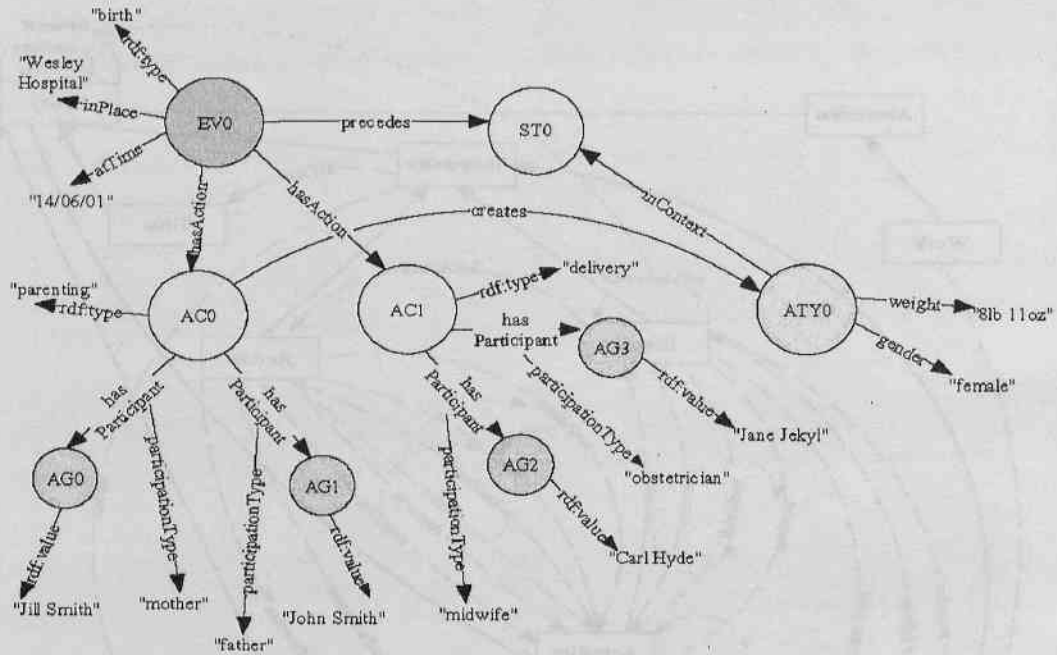 "birth"
rdf:type
"Wesley
Hospital"
inPlace
EV0
precedes
ST0
atTime
"14/06/01"
hasAction
hasAction
creates
inContext
"parenting"
rdf:type
AC0
AC1
rdf:type
"delivery"
has
Participant
AG3
ATY0
weight
"8lb 11oz"
gender
"female"
has
Participant
participationType
has
Participant
participationType
has
Participant
participationType
participationType
rdf:value
"Jane Jekyl"
AG0
AG1
AG2
"obstetrician"
rdf:value
rdf:value
rdf:value
"Carl Hyde"
"Jill Smith"
"mother"
"father"
"John Smith"
"midwife"